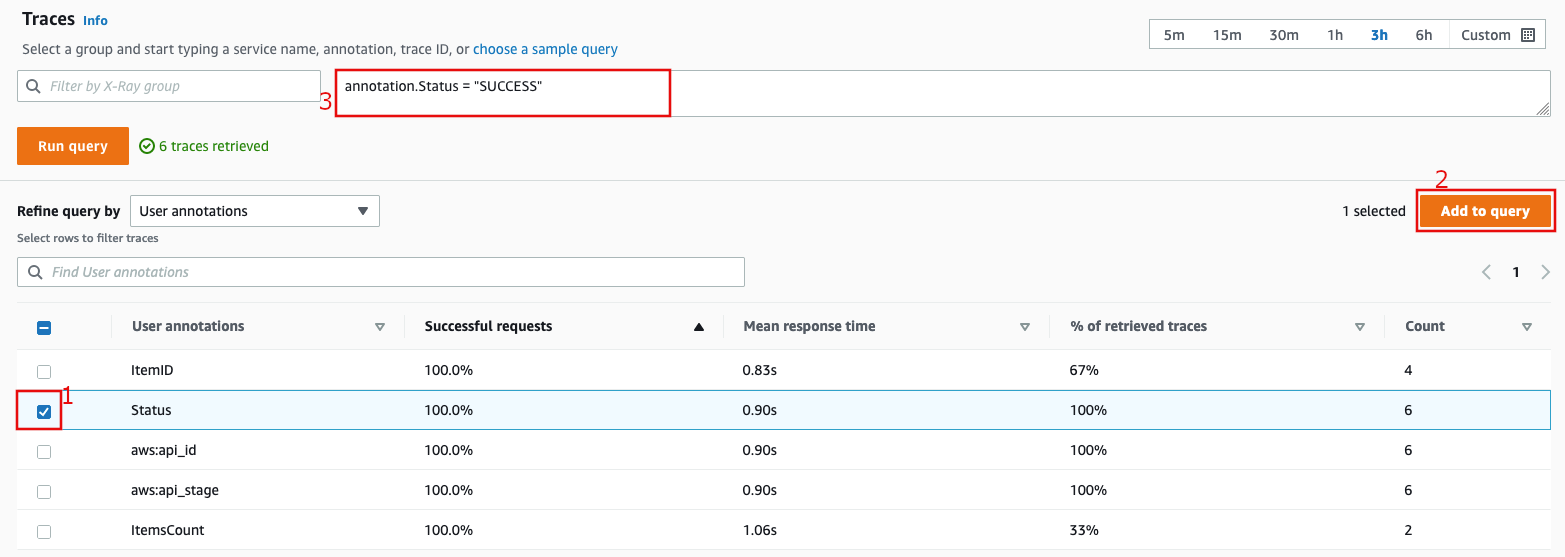 Traces Info
Select a group and start typing a service name, annotation, trace ID, or choose a sample query
5m 15m 30m 1h 3h 6h Custom
Filter by X-Ray group
3
annotation.Status = "SUCCESS"
Run query
6 traces retrieved
2
Refine query by User annotations
1 selected Add to query
Select rows to filter traces
Find User annotations
1
User annotations Successful requests Mean response time % of retrieved traces Count
ItemID 100.0% 0.83s 67% 4
1
Status 100.0% 0.90s 100% 6
aws:api_id 100.0% 0.90s 100% 6
aws:api_stage 100.0% 0.90s 100% 6
ItemsCount 100.0% 1.06s 33% 2